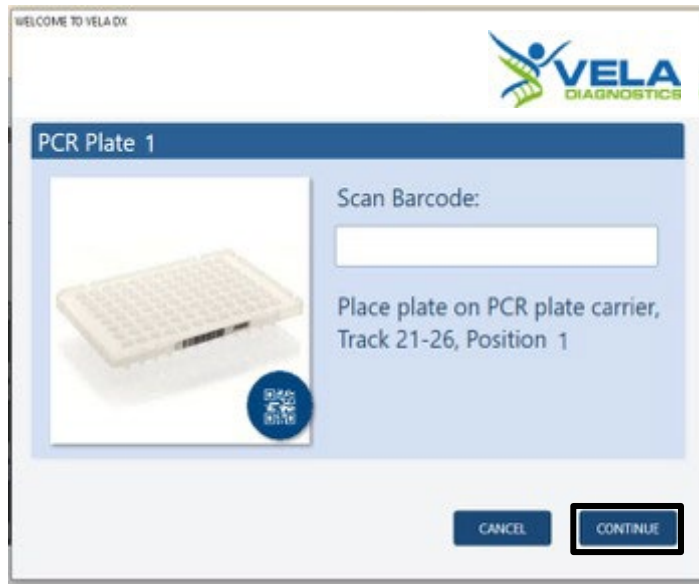 WELCOME TO VELA DX
VELA
DIAGNOSTICS
PCR Plate 1
Scan Barcode:
Place plate on PCR plate carrier,
Track 21-26, Position 1
CANCEL
CONTINUE